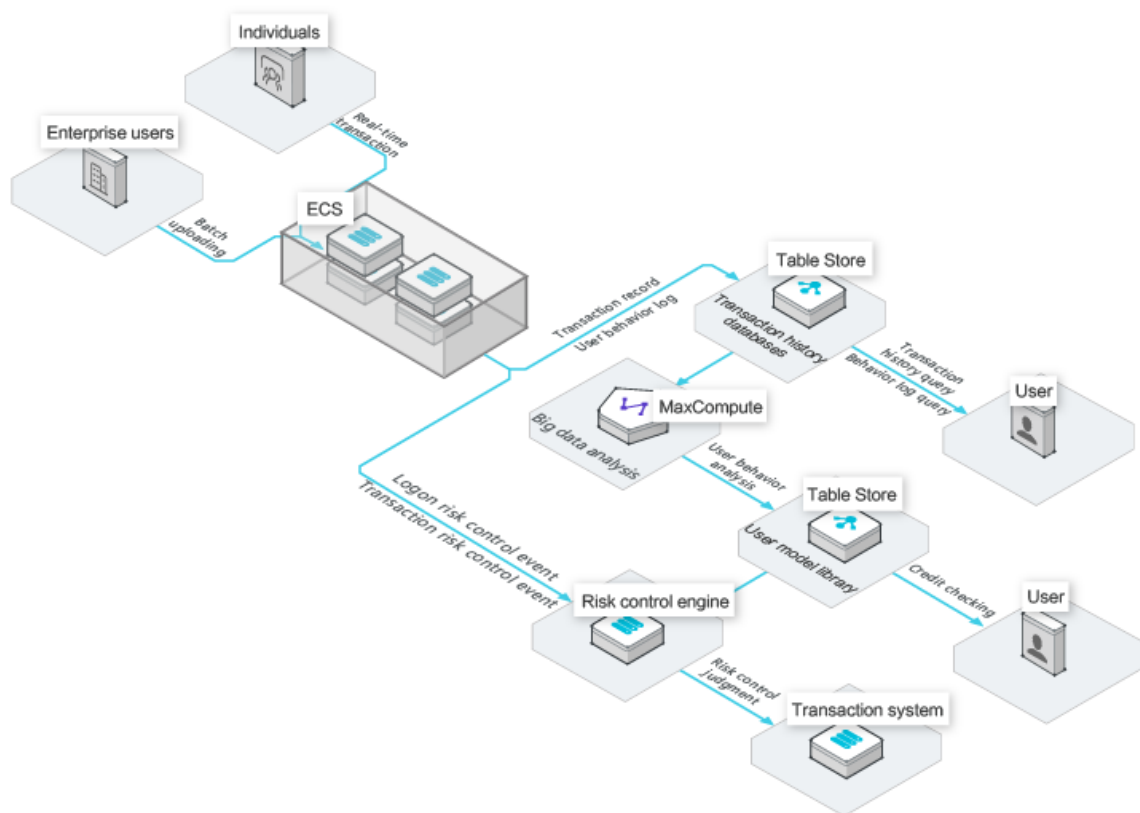 Individuals
Real-time
transaction
Enterprise users
Batch
uploading
ECS
Transaction record
User behavior log
Table Store
Transaction history
databases
Transaction
history query
Behavior log query
User
MaxCompute
Big data analysis
User behavior
analysis
Table Store
User model library
Logon risk control event
Transaction risk control event
Credit checking
User
Risk control engine
Risk control
judgment
Transaction system